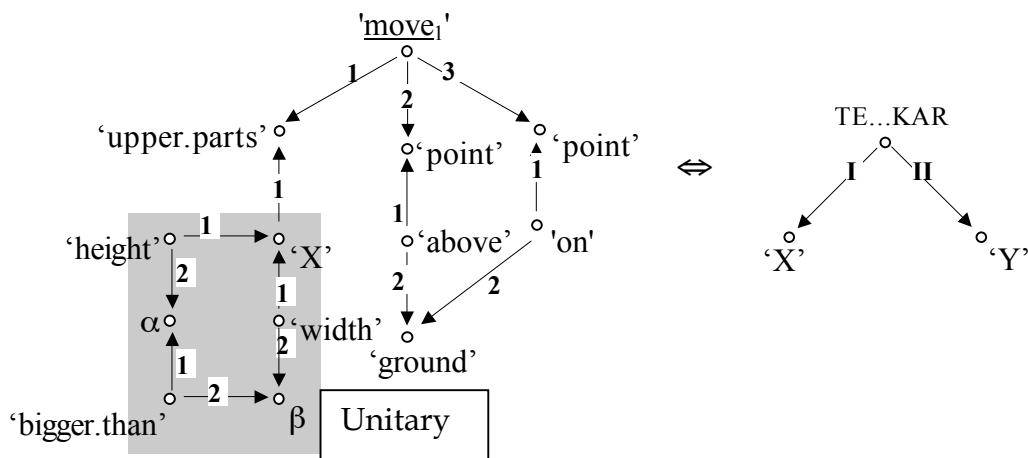 'move₁'
1 2 3
‘upper.parts’ ‘point’ ‘point’
⇔
TE...KAR
I II
‘X’ ‘Y’
1 1 1
‘height’ 1 ‘X’ ‘above’ 'on'
2 1 2 2
α ‘width’
‘ground’
1 2
2
‘bigger.than’ β
Unitary